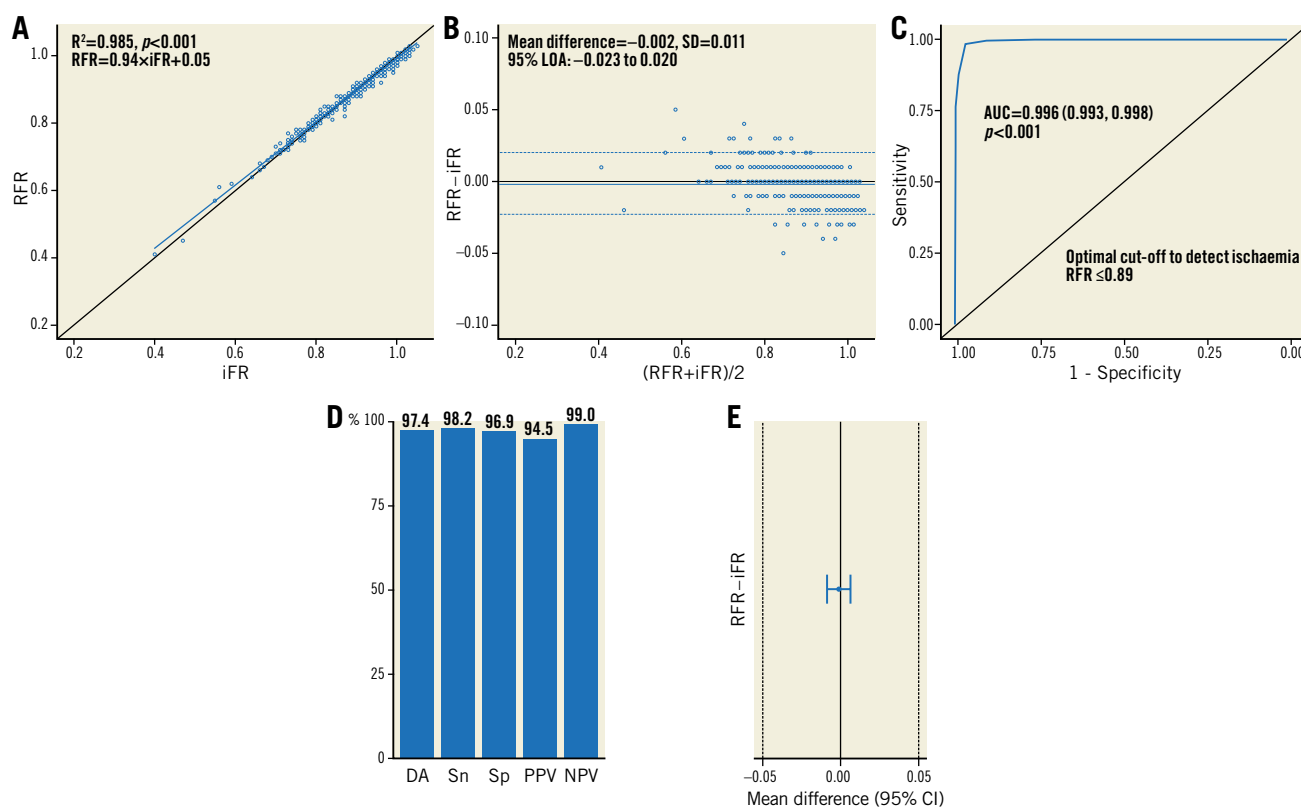 A
R²=0.985, p<0.001
RFR=0.94×iFR+0.05
RFR
1.0
0.8
0.6
0.4
0.2
0.2 0.4 0.6 0.8 1.0
iFR
B
Mean difference=−0.002, SD=0.011
95% LOA: −0.023 to 0.020
RFR−iFR
0.10
0.05
0.00
−0.05
−0.10
0.2 0.4 0.6 0.8 1.0
(RFR+iFR)/2
C
AUC=0.996 (0.993, 0.998)
p<0.001
Optimal cut-off to detect ischaemia
RFR ≤0.89
Sensitivity
1.00
0.75
0.50
0.25
0.00
1.00 0.75 0.50 0.25 0.00
1 - Specificity
D
% 100
75
50
25
0
97.4 98.2 96.9 94.5 99.0
DA Sn Sp PPV NPV
E
RFR−iFR
−0.05 0.00 0.05
Mean difference (95% CI)